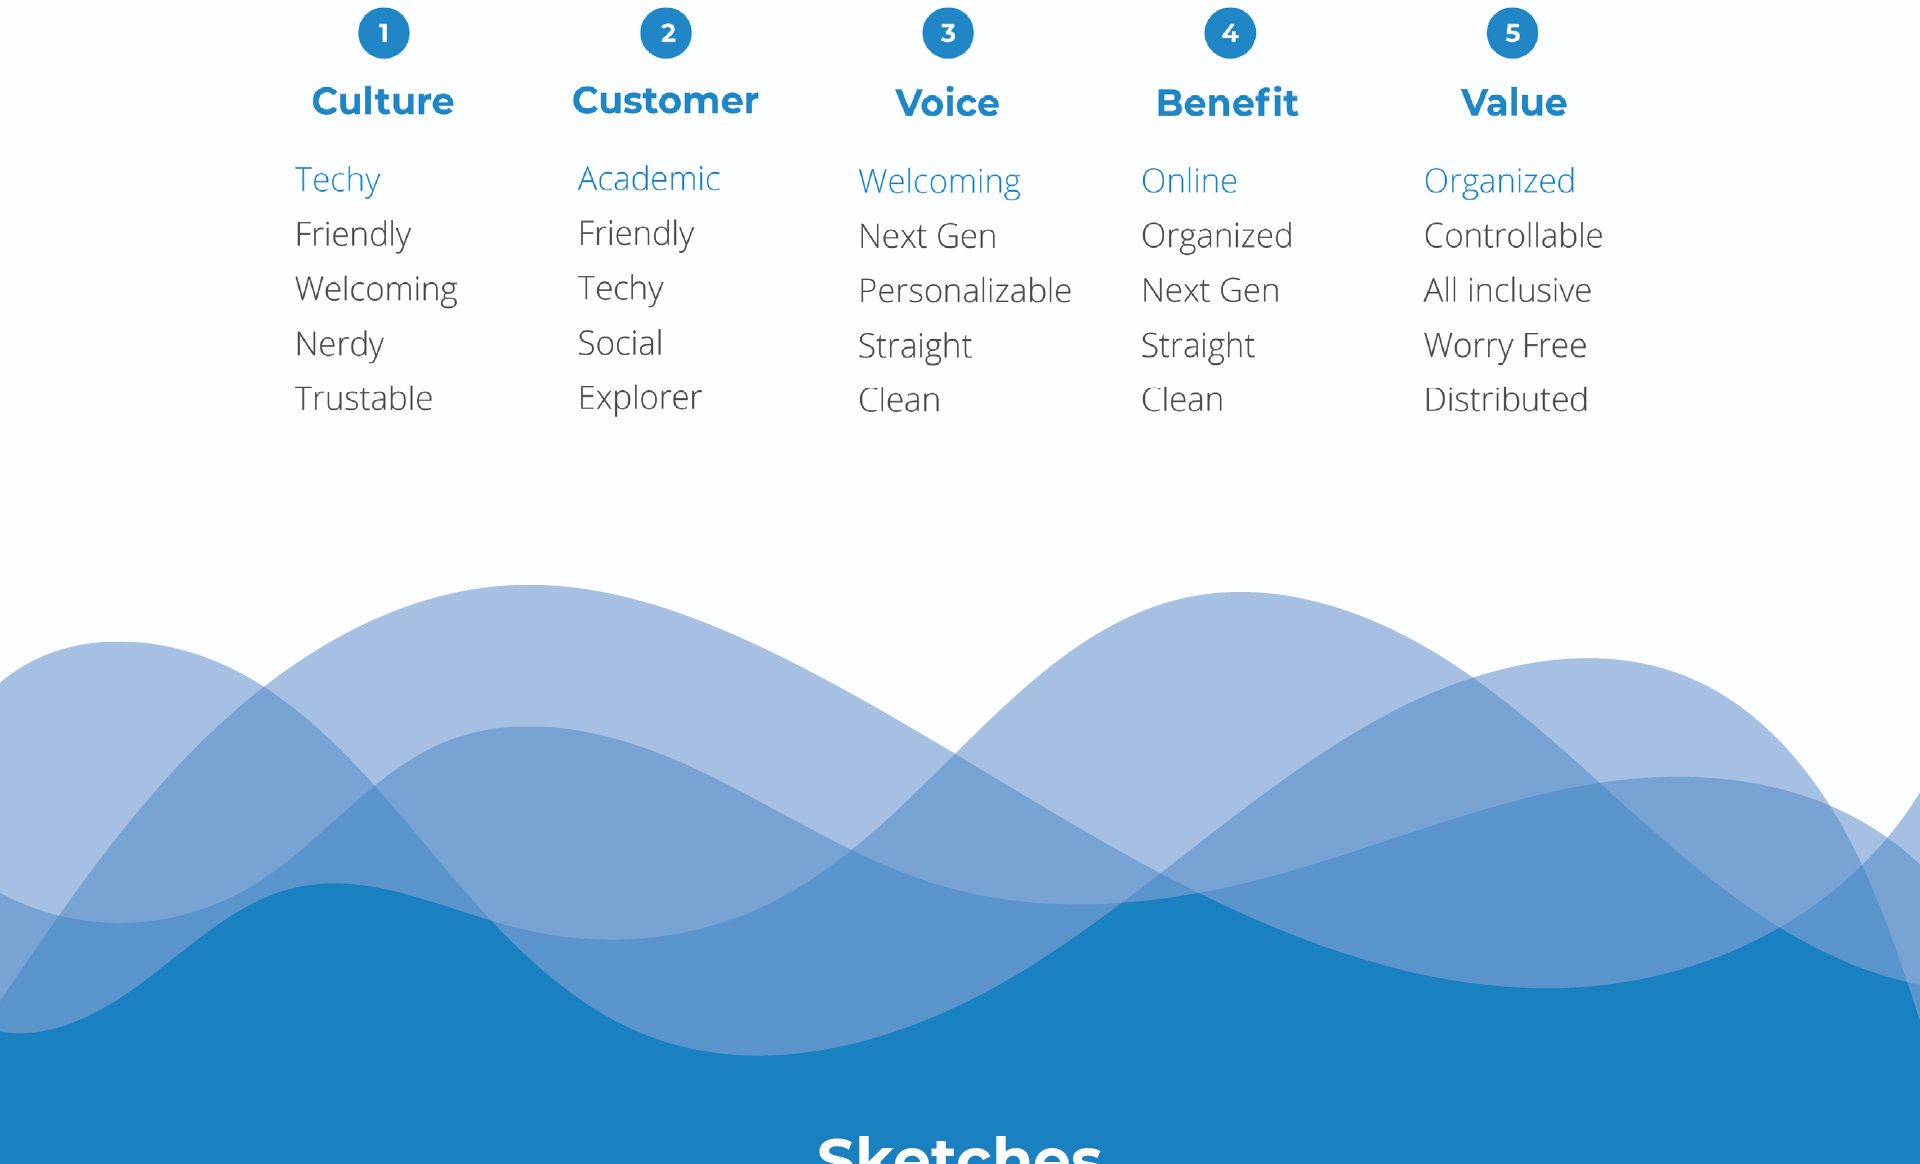 1
Culture
Techy
Friendly
Welcoming
Nerdy
Trustable
2
Customer
Academic
Friendly
Techy
Social
Explorer
3
Voice
Welcoming
Next Gen
Personalizable
Straight
Clean
4
Benefit
Online
Organized
Next Gen
Straight
Clean
5
Value
Organized
Controllable
All inclusive
Worry Free
Distributed
Sketches